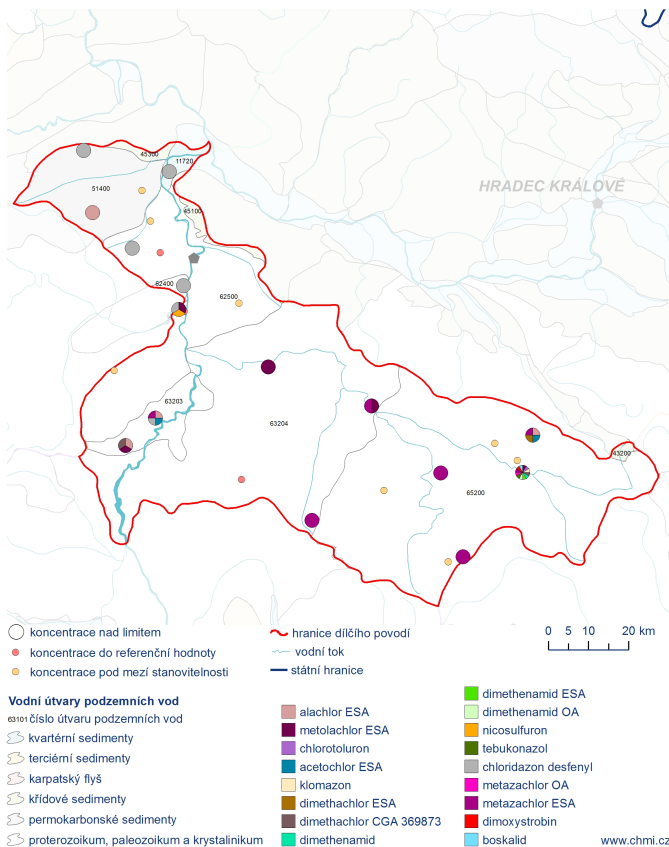 HRADEC KRÁLOVÉ
45300
11720
51400
45100
62400
62500
63203
63204
43200
65200
koncentrace nad limitem
koncentrace do referenční hodnoty
koncentrace pod mezí stanovitelnosti
hranice dílčího povodí
vodní tok
státní hranice
0 5 10 20 km
Vodní útvary podzemních vod
63101 číslo útvaru podzemních vod
kvartérní sedimenty
terciérní sedimenty
karpatský flyš
křídové sedimenty
permokarbonské sedimenty
proterozoikum, paleozoikum a krystalinikum
alachlor ESA
metolachlor ESA
chlorotoluron
acetochlor ESA
klomazon
dimethachlor ESA
dimethachlor CGA 369873
dimethenamid
dimethenamid ESA
dimethenamid OA
nicosulfuron
tebukonazol
chloridazon desfenyl
metazachlor OA
metazachlor ESA
dimoxystrobin
boskalid
www.chmi.cz